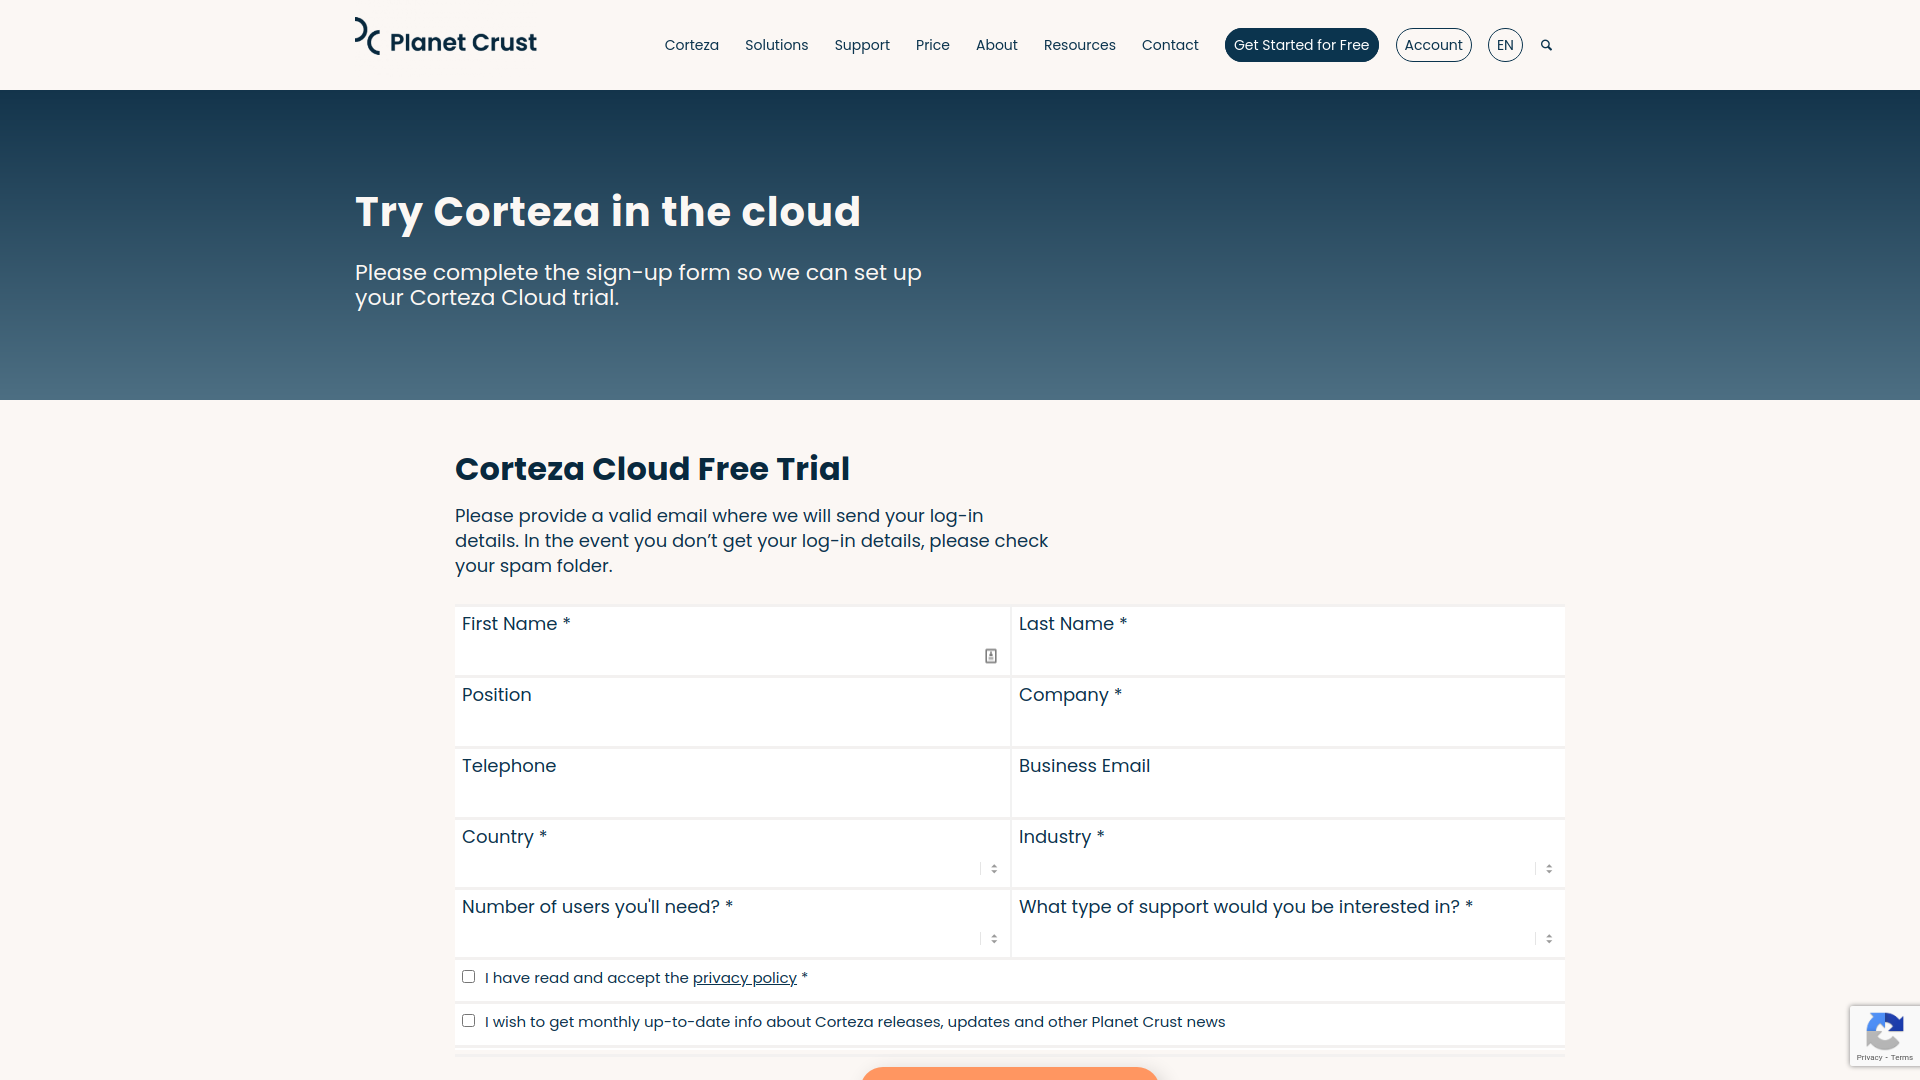 Planet Crust
Corteza Solutions Support Price About Resources Contact Get Started for Free Account EN
Try Corteza in the cloud
Please complete the sign-up form so we can set up
your Corteza Cloud trial.
Corteza Cloud Free Trial
Please provide a valid email where we will send your log-in
details. In the event you don’t get your log-in details, please check
your spam folder.
First Name * Last Name *
Position Company *
Telephone Business Email
Country * Industry *
Number of users you'll need? * What type of support would you be interested in? *
I have read and accept the privacy policy *
I wish to get monthly up-to-date info about Corteza releases, updates and other Planet Crust news
Privacy - Terms